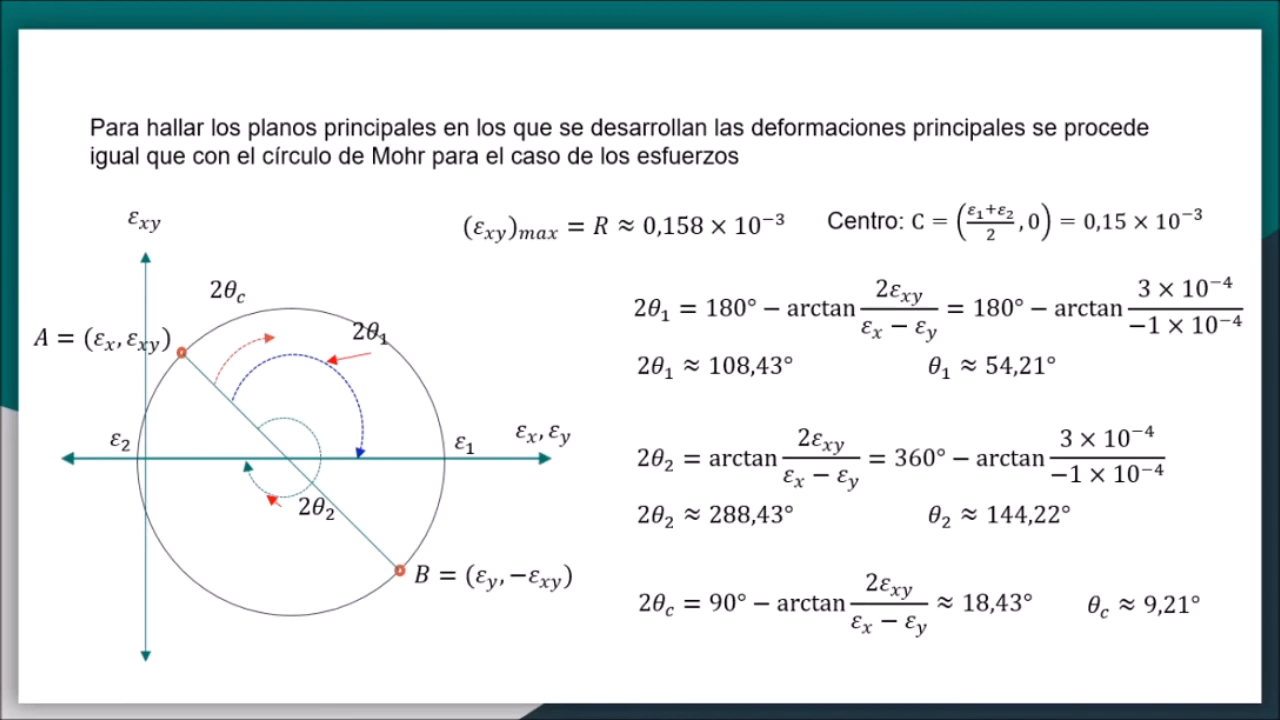 Para hallar los planos principales en los que se desarrollan las deformaciones principales se procede
igual que con el círculo de Mohr para el caso de los esfuerzos
ε_xy
(ε_xy)_max = R ≈ 0,158 × 10⁻³
Centro: C = ((ε₁+ε₂)/2, 0) = 0,15 × 10⁻³
2θ_c
2θ₁
A = (ε_x, ε_xy)
ε₂
ε₁
ε_x, ε_y
2θ₂
B = (ε_y, −ε_xy)
2θ₁ = 180° − arctan (2ε_xy)/(ε_x − ε_y) = 180° − arctan (3 × 10⁻⁴)/(−1 × 10⁻⁴)
2θ₁ ≈ 108,43°
θ₁ ≈ 54,21°
2θ₂ = arctan (2ε_xy)/(ε_x − ε_y) = 360° − arctan (3 × 10⁻⁴)/(−1 × 10⁻⁴)
2θ₂ ≈ 288,43°
θ₂ ≈ 144,22°
2θ_c = 90° − arctan (2ε_xy)/(ε_x − ε_y) ≈ 18,43°
θ_c ≈ 9,21°